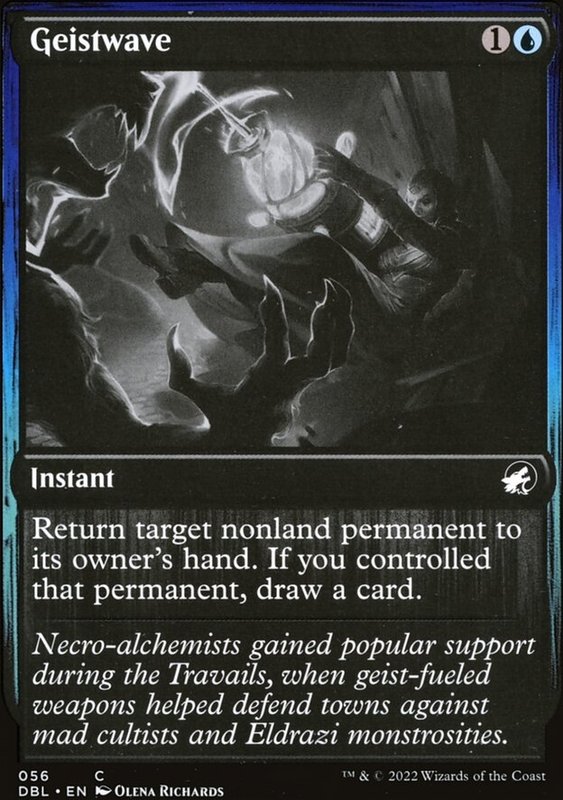 Geistwave 1
Instant
Return target nonland permanent to
its owner's hand. If you controlled
that permanent, draw a card.
Necro-alchemists gained popular support
during the Travails, when geist-fueled
weapons helped defend towns against
mad cultists and Eldrazi monstrosities.
056 C
DBL • EN Olena Richards
™ & © 2022 Wizards of the Coast